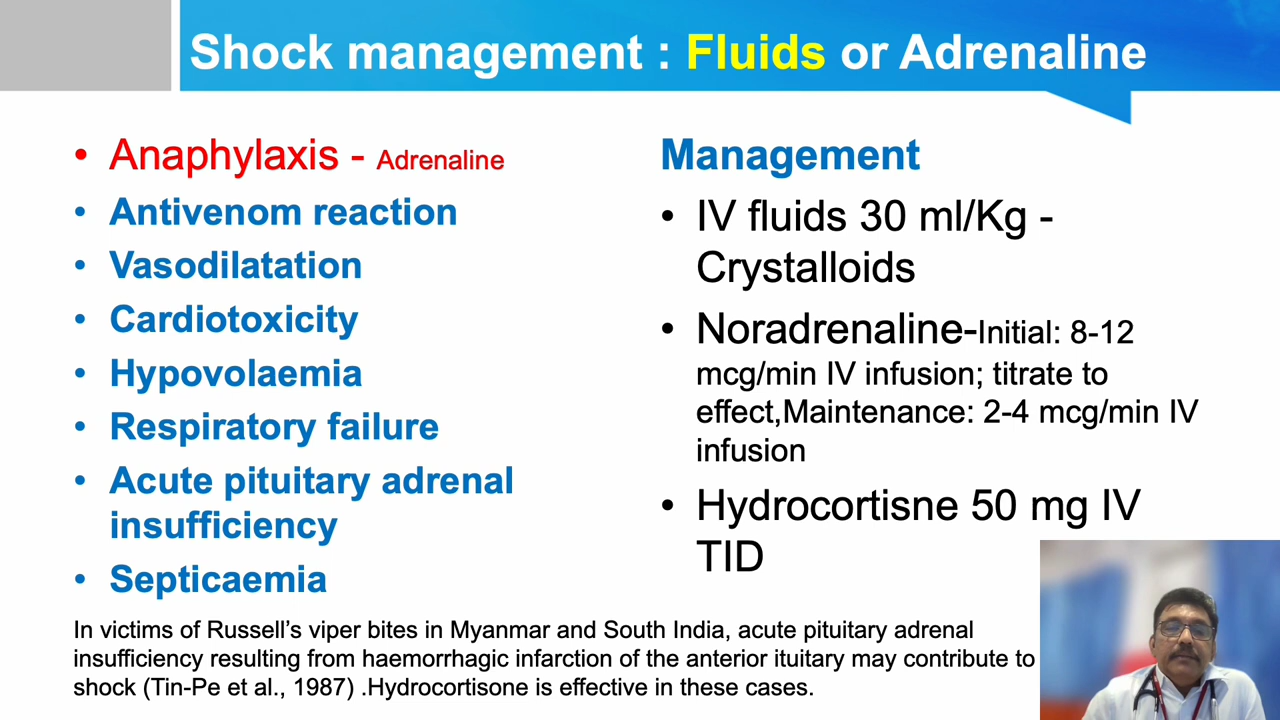 Shock management : Fluids or Adrenaline
• Anaphylaxis - Adrenaline
• Antivenom reaction
• Vasodilatation
• Cardiotoxicity
• Hypovolaemia
• Respiratory failure
• Acute pituitary adrenal
insufficiency
• Septicaemia
Management
• IV fluids 30 ml/Kg -
Crystalloids
• Noradrenaline-Initial: 8-12
mcg/min IV infusion; titrate to
effect,Maintenance: 2-4 mcg/min IV
infusion
• Hydrocortisne 50 mg IV
TID
In victims of Russell’s viper bites in Myanmar and South India, acute pituitary adrenal
insufficiency resulting from haemorrhagic infarction of the anterior ituitary may contribute to
shock (Tin-Pe et al., 1987) .Hydrocortisone is effective in these cases.